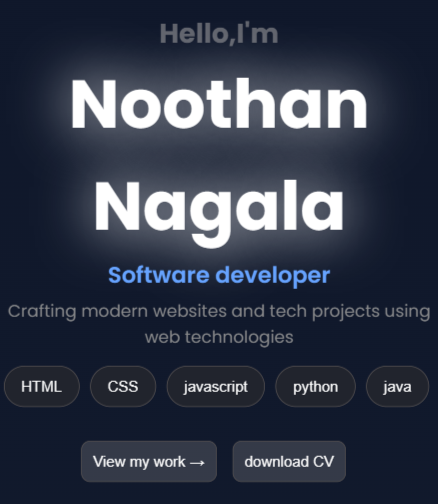 Hello,I'm
Noothan
Nagala
Software developer
Crafting modern websites and tech projects using
web technologies
HTML CSS javascript python java
View my work → download CV